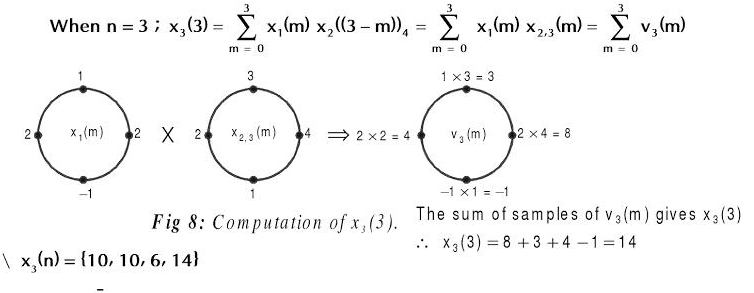 When n = 3 ; x₃(3) = 3 ∑ m = 0 x₁(m) x₂((3 – m))₄ = 3 ∑ m = 0 x₁(m) x₂,₃(m) = 3 ∑ m = 0 v₃(m)
1 3 1 × 3 = 3
2 x₁(m) 2 X 2 x₂,₃(m) 4 ⇒ 2 × 2 = 4 v₃(m) 2 × 4 = 8
–1 1 –1 × 1 = –1
Fig 8: Computation of x₃(3).
The sum of samples of v₃(m) gives x₃(3)
∴ x₃(3) = 8 + 3 + 4 – 1 = 14
\ x₃(n) = {10, 10, 6, 14}